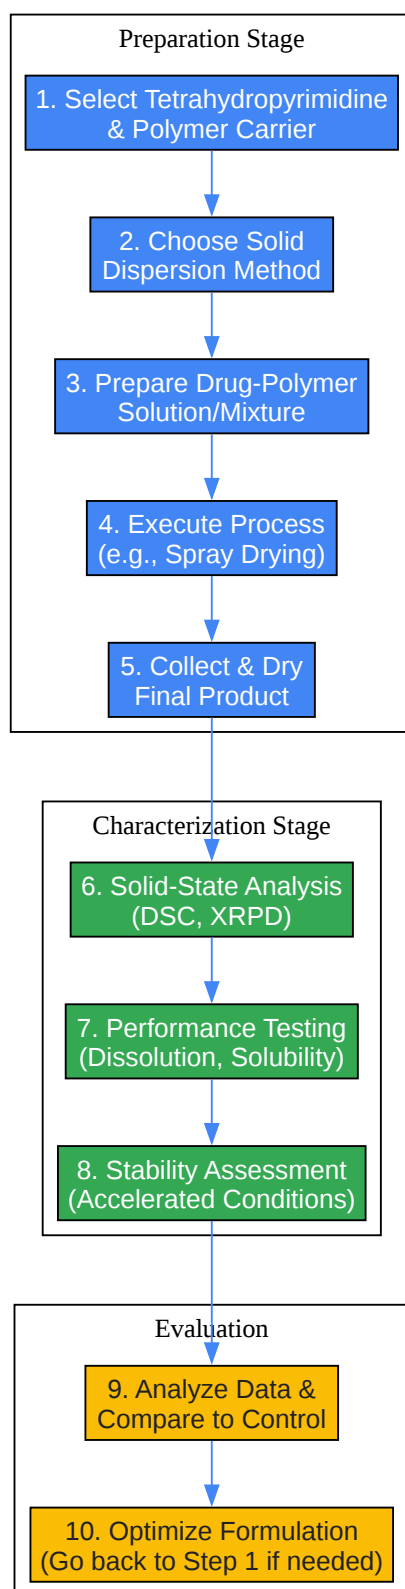 Preparation Stage
1. Select Tetrahydropyrimidine
& Polymer Carrier
2. Choose Solid
Dispersion Method
3. Prepare Drug-Polymer
Solution/Mixture
4. Execute Process
(e.g., Spray Drying)
5. Collect & Dry
Final Product
Characterization Stage
6. Solid-State Analysis
(DSC, XRPD)
7. Performance Testing
(Dissolution, Solubility)
8. Stability Assessment
(Accelerated Conditions)
Evaluation
9. Analyze Data &
Compare to Control
10. Optimize Formulation
(Go back to Step 1 if needed)